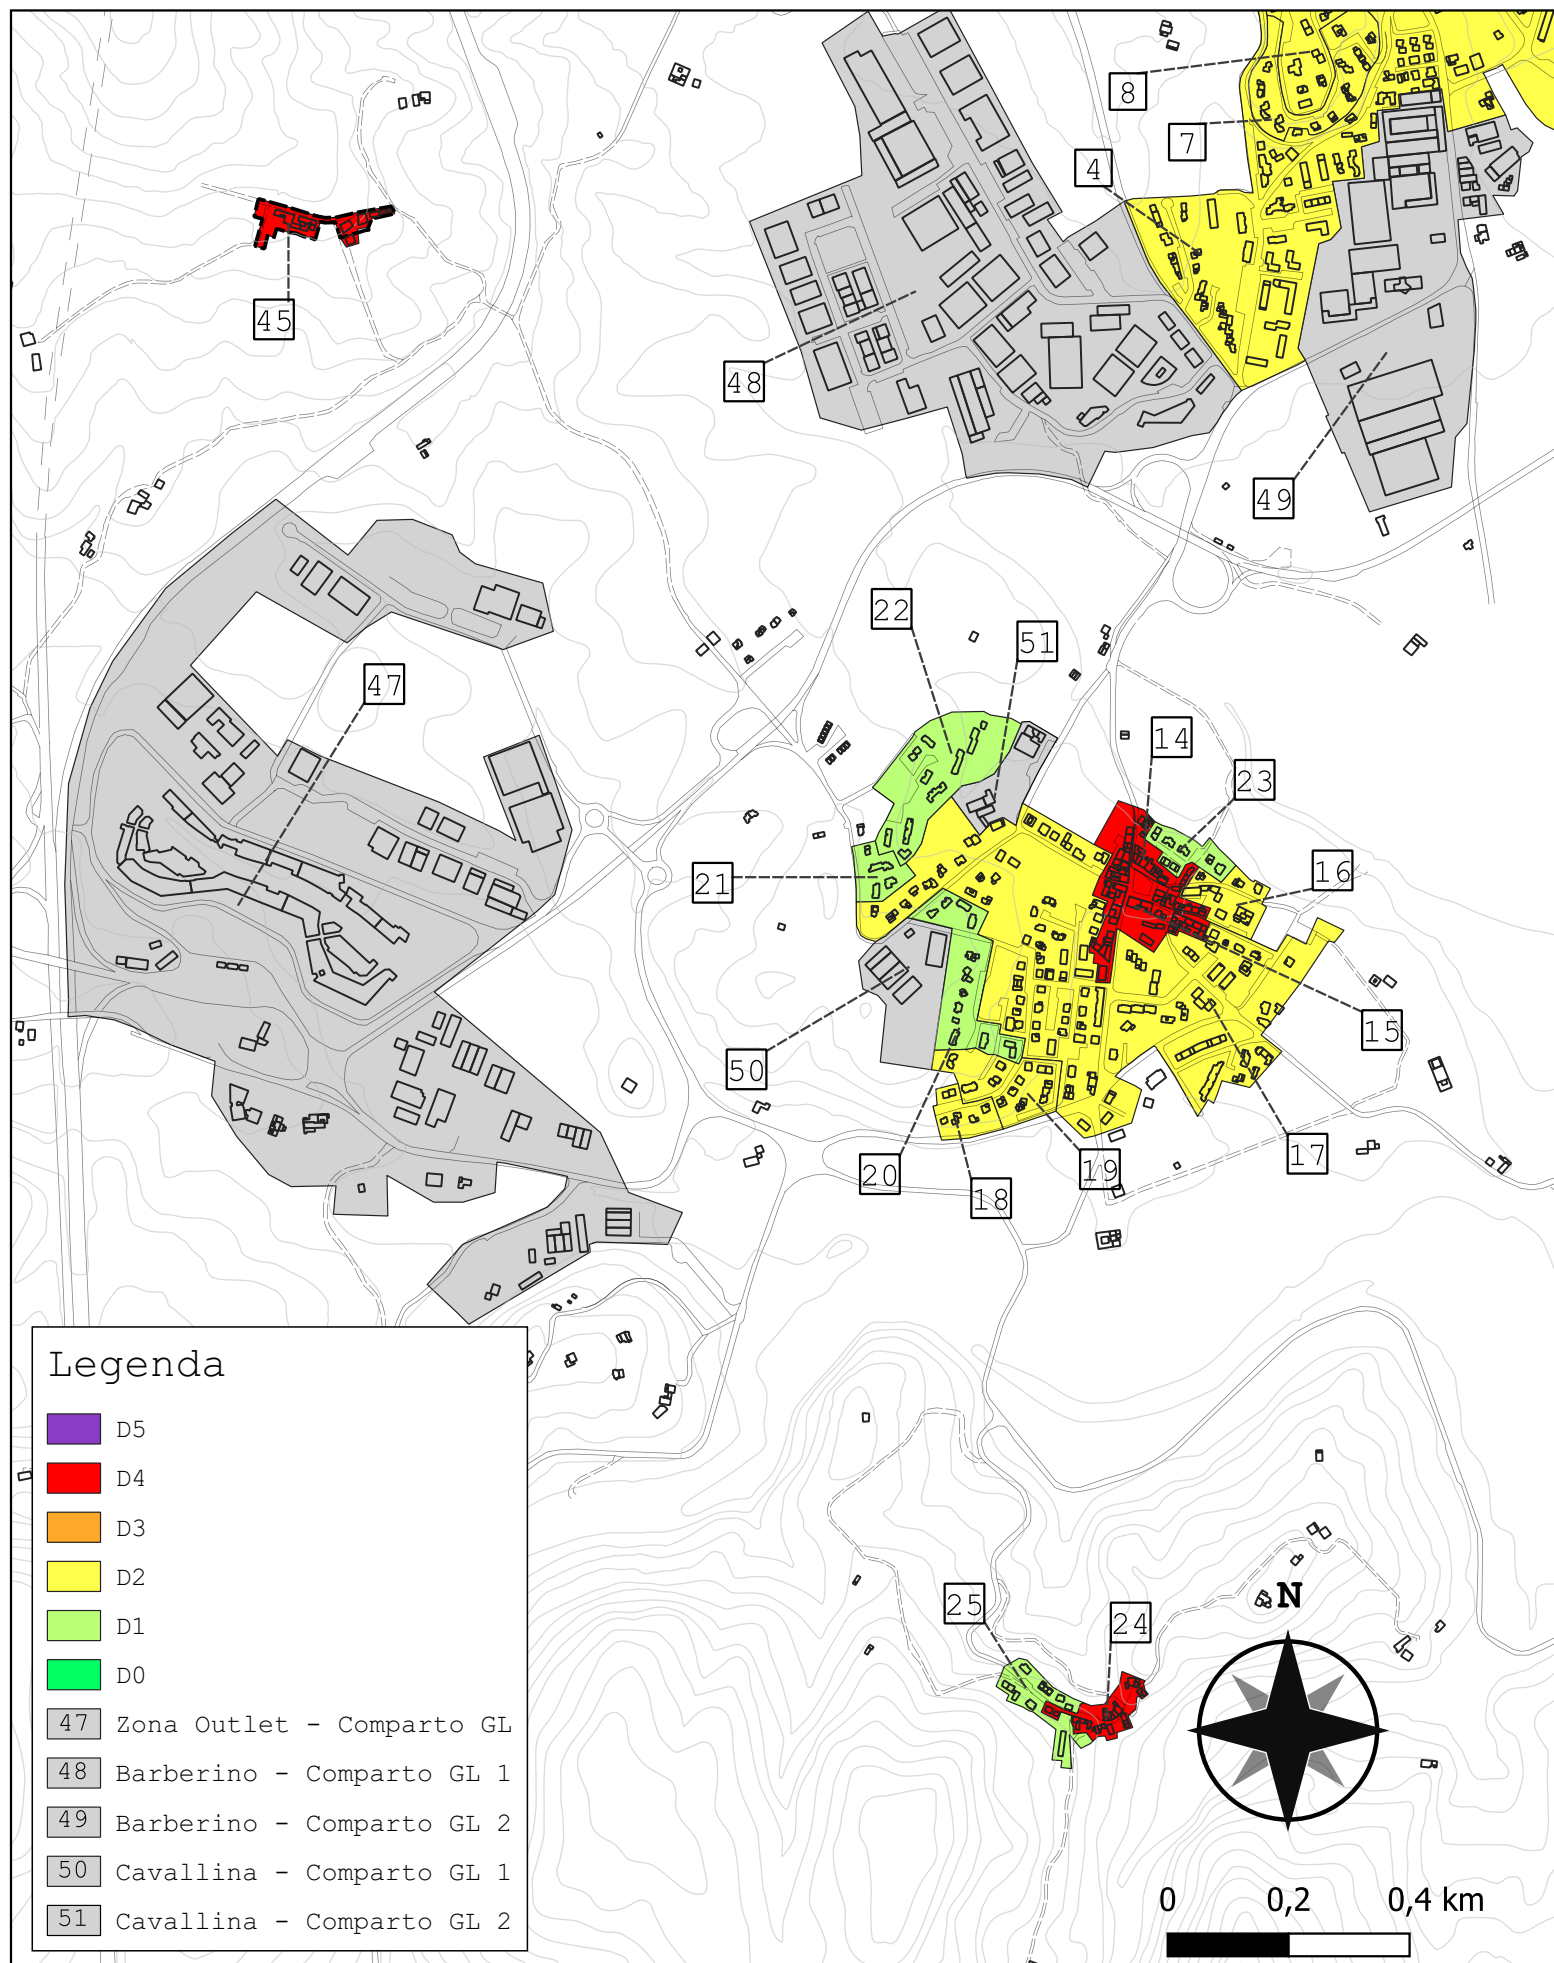 8
7
4
45
48
49
22
51
47
14
23
21
16
15
50
20
18
19
17
25
24
N
0 0,2 0,4 km
Legenda
D5
D4
D3
D2
D1
D0
47 Zona Outlet - Comparto GL
48 Barberino - Comparto GL 1
49 Barberino - Comparto GL 2
50 Cavallina - Comparto GL 1
51 Cavallina - Comparto GL 2